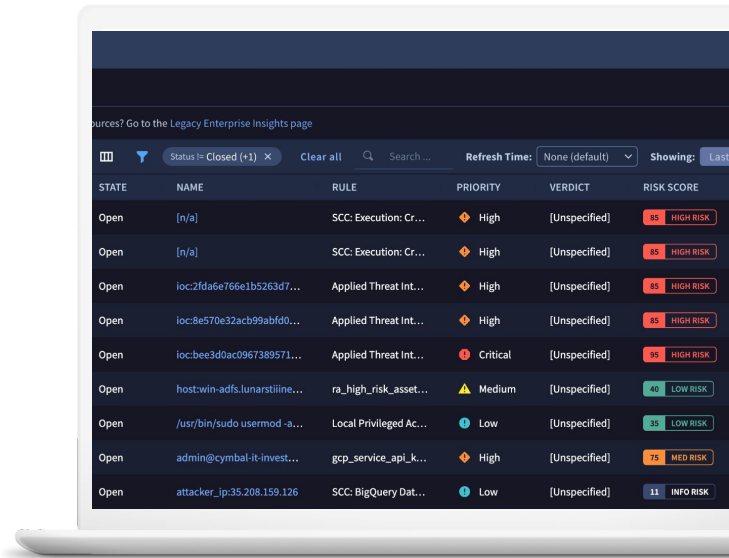 ources? Go to the Legacy Enterprise Insights page
Status != Closed (+1) × Clear all Search ... Refresh Time: None (default) Showing: Last
STATE NAME RULE PRIORITY VERDICT RISK SCORE
Open [n/a] SCC: Execution: Cr... High [Unspecified] 85 HIGH RISK
Open [n/a] SCC: Execution: Cr... High [Unspecified] 85 HIGH RISK
Open ioc:2fda6e766e1b5263d7... Applied Threat Int... High [Unspecified] 85 HIGH RISK
Open ioc:8e570e32acb99abfd0... Applied Threat Int... High [Unspecified] 85 HIGH RISK
Open ioc:bee3d0ac0967389571... Applied Threat Int... Critical [Unspecified] 95 HIGH RISK
Open host:win-adfs.lunarstiiine... ra_high_risk_asset... Medium [Unspecified] 40 LOW RISK
Open /usr/bin/sudo usermod -a... Local Privileged Ac... Low [Unspecified] 35 LOW RISK
Open admin@cymbal-it-invest... gcp_service_api_k... High [Unspecified] 75 MED RISK
Open attacker_ip:35.208.159.126 SCC: BigQuery Dat... Low [Unspecified] 11 INFO RISK